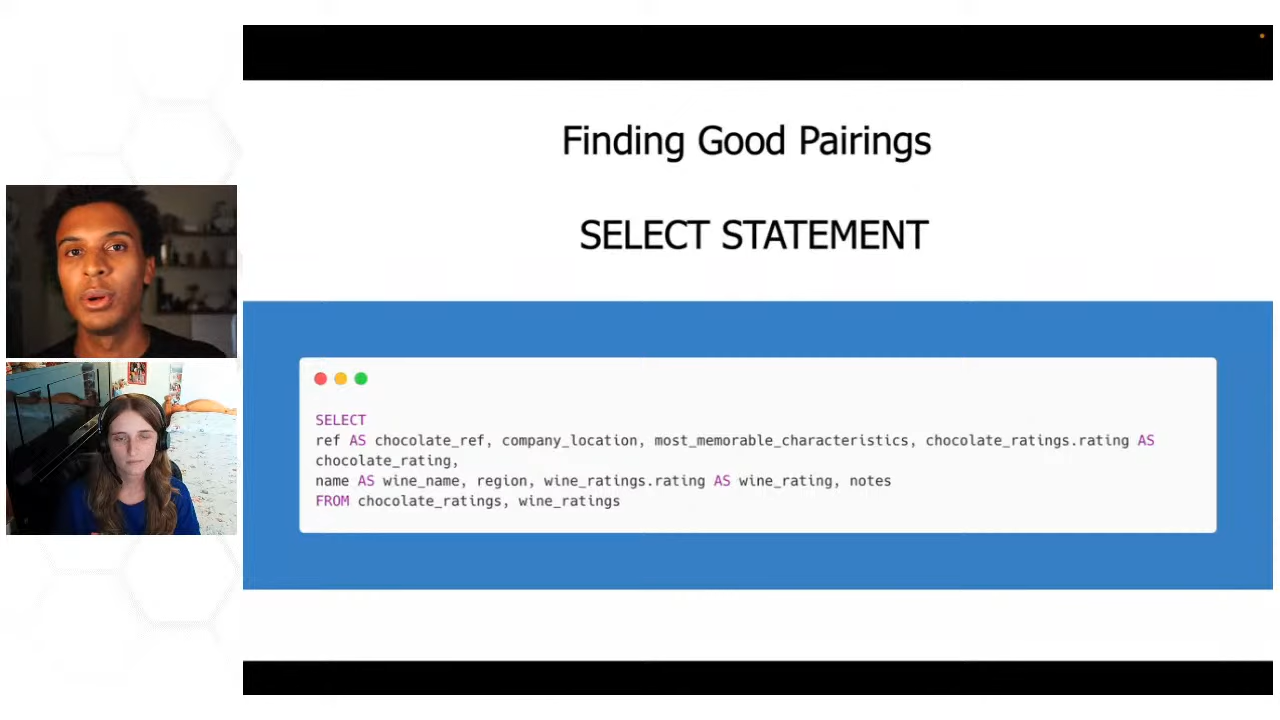 Finding Good Pairings
SELECT STATEMENT
SELECT
ref AS chocolate_ref, company_location, most_memorable_characteristics, chocolate_ratings.rating AS
chocolate_rating,
name AS wine_name, region, wine_ratings.rating AS wine_rating, notes
FROM chocolate_ratings, wine_ratings